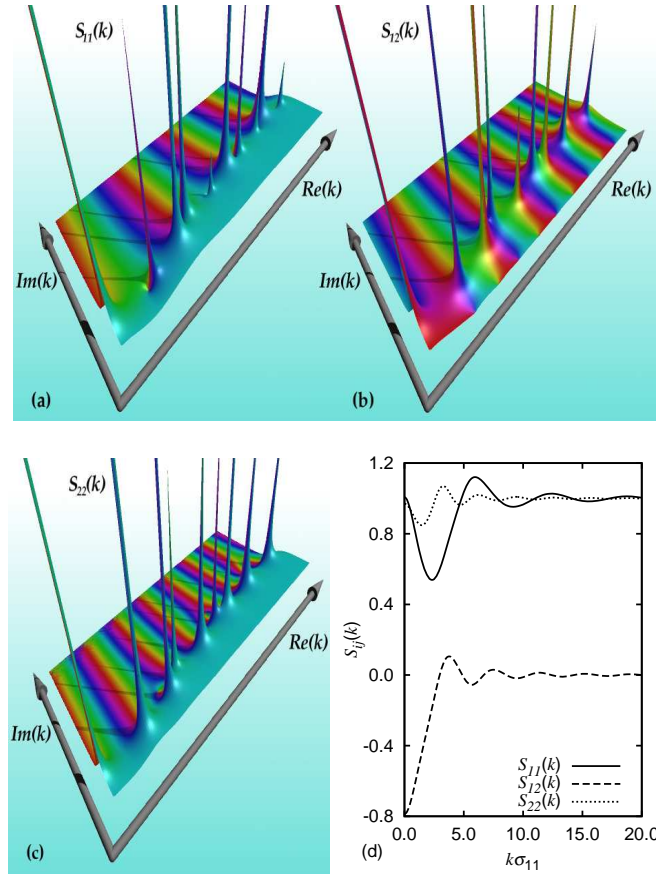 S11(k)
Re(k)
Im(k)
(a)
S12(k)
Re(k)
Im(k)
(b)
S22(k)
Re(k)
Im(k)
(c)
1.2
0.8
0.4
0.0
-0.4
-0.8
Sij(k)
S11(k)
S12(k)
S22(k)
0.0 5.0 10.0 15.0 20.0
(d)
kσ11